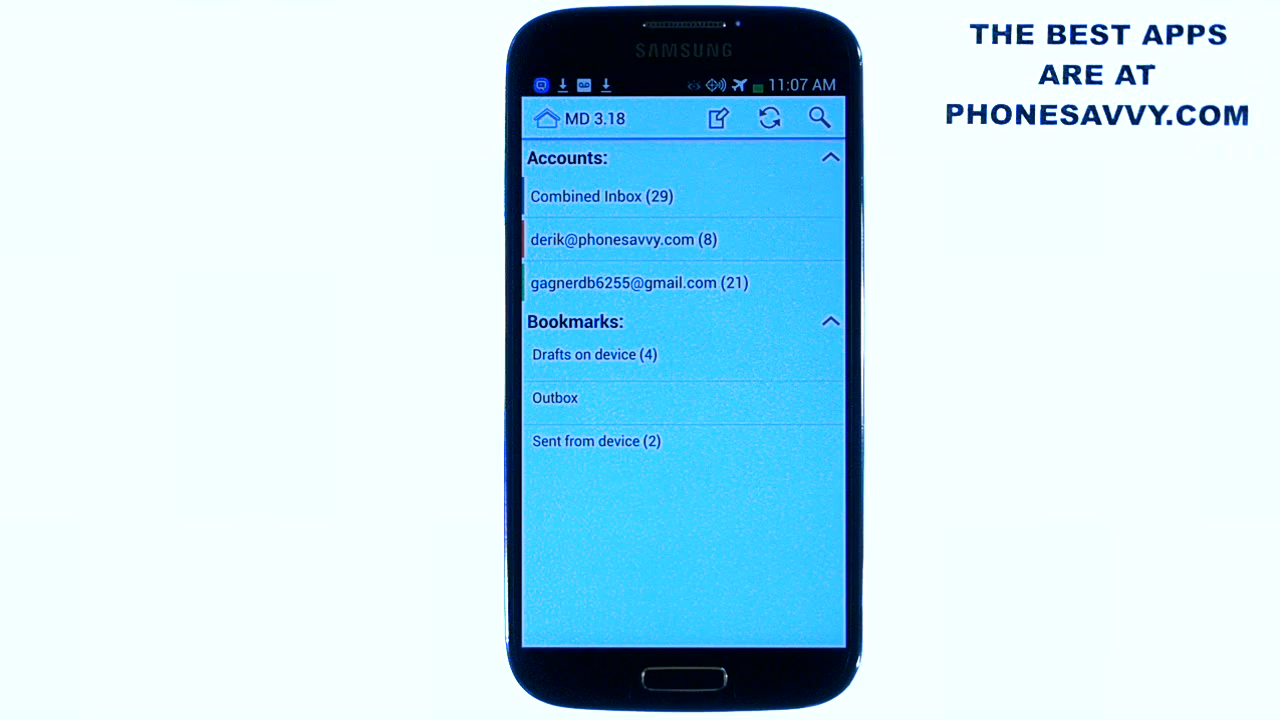 THE BEST APPS
ARE AT
PHONESAVVY.COM
SAMSUNG
11:07 AM
MD 3.18
Accounts:
Combined Inbox (29)
derik@phonesavvy.com (8)
gagnerdb6255@gmail.com (21)
Bookmarks:
Drafts on device (4)
Outbox
Sent from device (2)